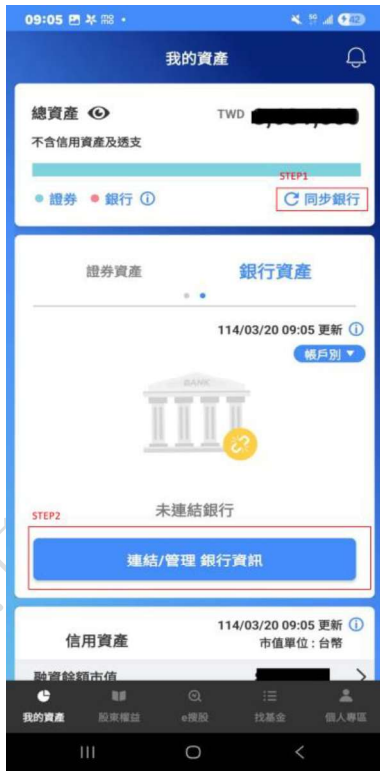 09:05
42
我的資產
總資產
TWD
不含信用資產及透支
STEP1
證券 銀行
同步銀行
證券資產
銀行資產
114/03/20 09:05 更新
帳戶別
BANK
未連結銀行
STEP2
連結/管理 銀行資訊
114/03/20 09:05 更新
信用資產
市值單位 : 台幣
融資餘額市值
我的資產 股東權益 e搜股 找基金 個人專區